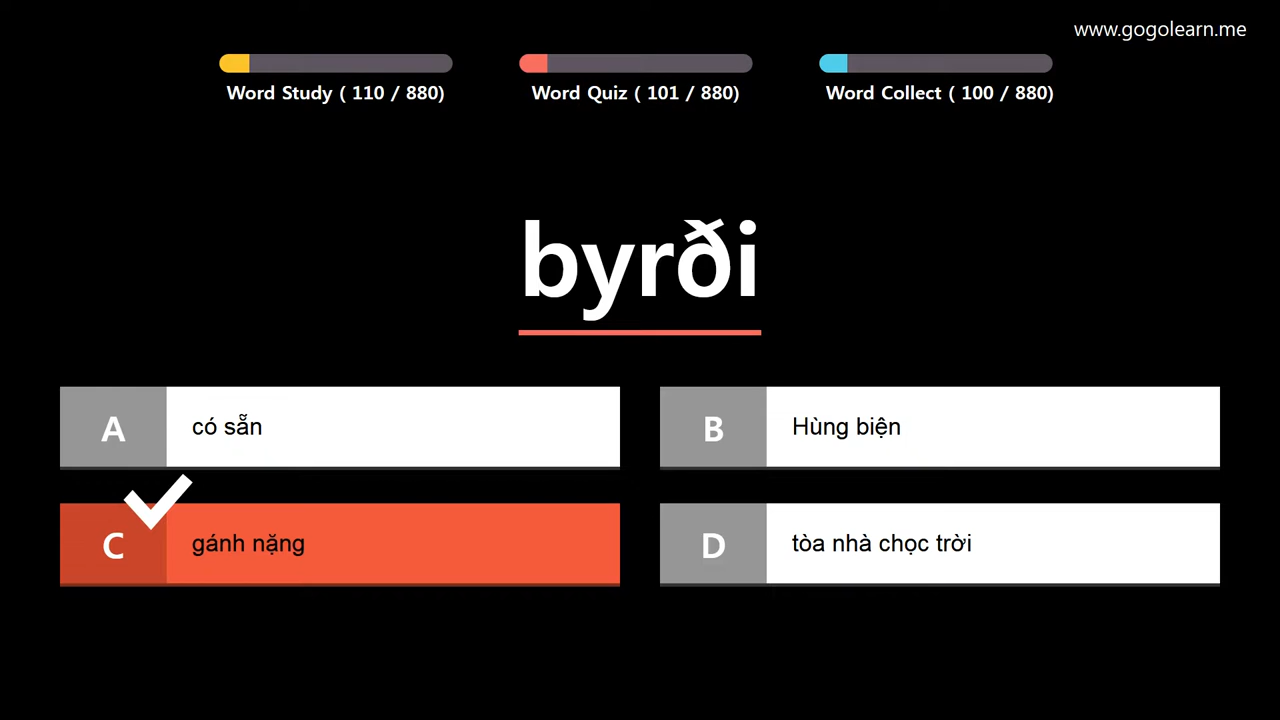 www.gogolearn.me
Word Study ( 110 / 880)
Word Quiz ( 101 / 880)
Word Collect ( 100 / 880)
byrði
A
có sẵn
B
Hùng biện
C
gánh nặng
D
tòa nhà chọc trời